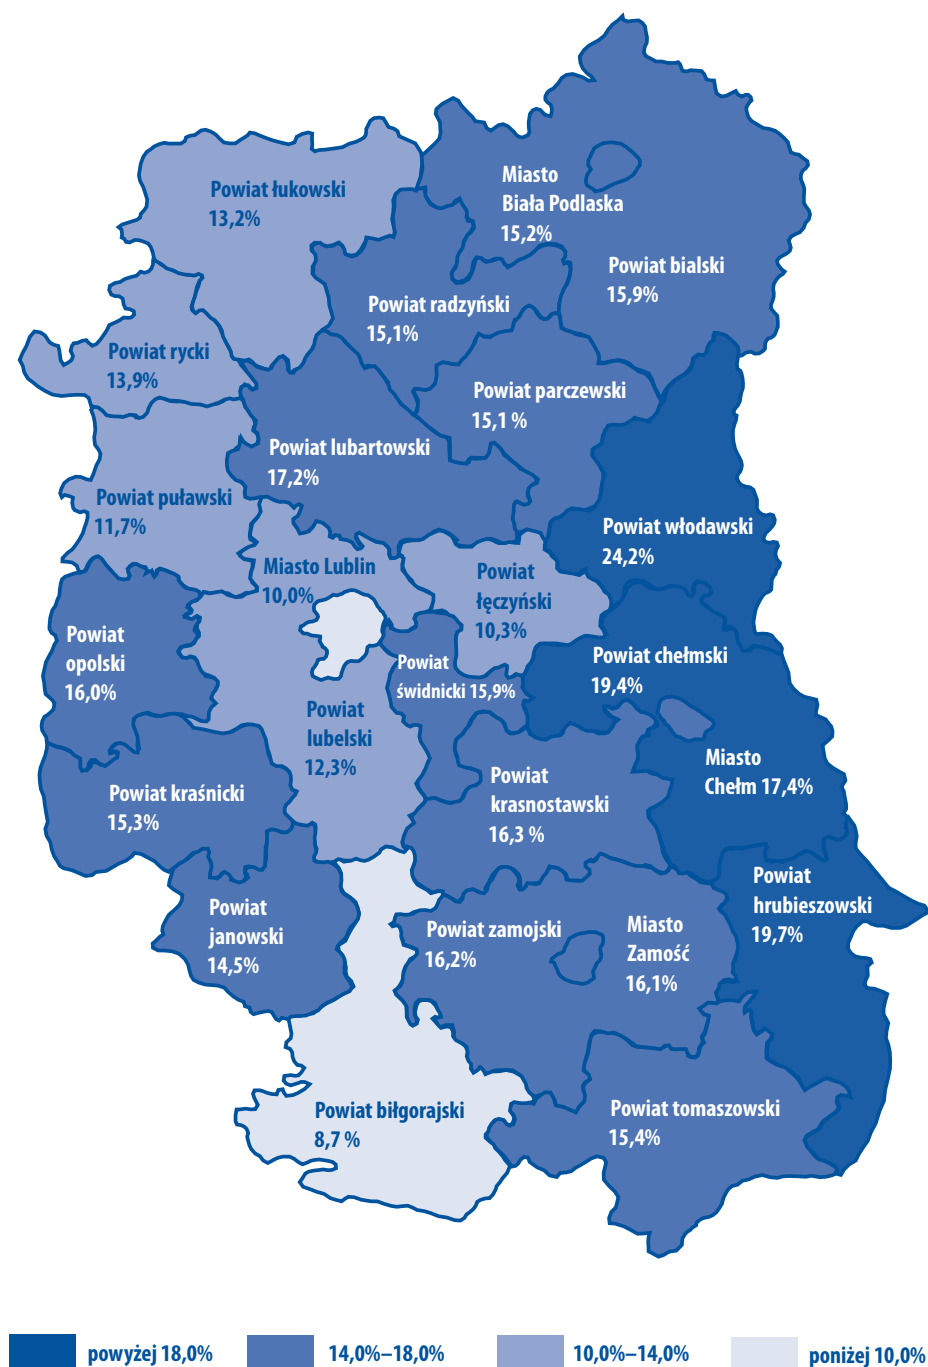 Miasto
Biała Podlaska
15,2%
Powiat łukowski
13,2%
Powiat bialski
15,9%
Powiat radzyński
15,1%
Powiat rycki
13,9%
Powiat parczewski
15,1 %
Powiat lubartowski
17,2%
Powiat puławski
11,7%
Powiat włodawski
24,2%
Miasto Lublin
10,0%
Powiat
łęczyński
10,3%
Powiat
opolski
16,0%
Powiat
świdnicki 15,9%
Powiat chełmski
19,4%
Powiat
lubelski
12,3%
Miasto
Chełm 17,4%
Powiat kraśnicki
15,3%
Powiat
krasnostawski
16,3 %
Powiat
hrubieszowski
19,7%
Powiat
janowski
14,5%
Powiat zamojski
16,2%
Miasto
Zamość
16,1%
Powiat biłgorajski
8,7 %
Powiat tomaszowski
15,4%
powyżej 18,0%
14,0%–18,0%
10,0%–14,0%
poniżej 10,0%